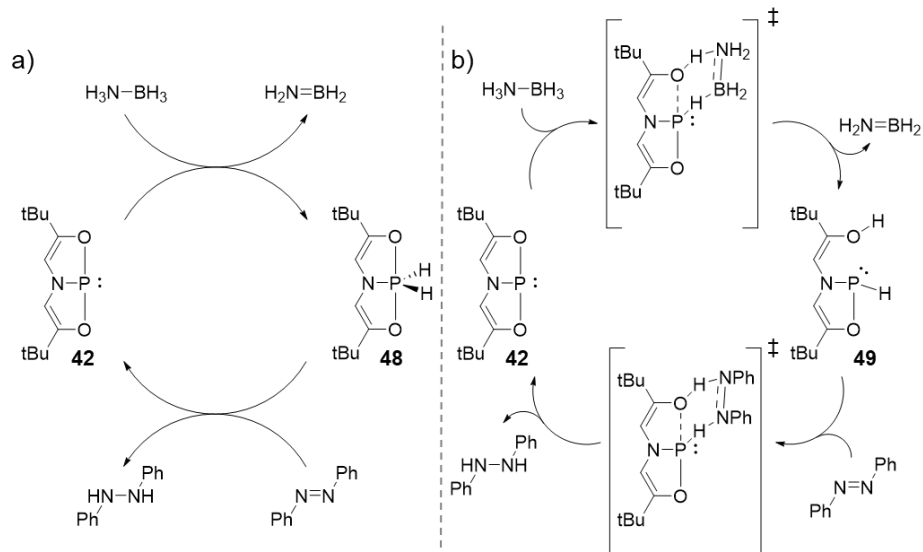 a)
H3N–BH3
H2N=BH2
tBu
O
N–P:
O
tBu
42
tBu
O
N–P
H
H
O
tBu
48
Ph
HN–NH
Ph
Ph
N=N
Ph
b)
H3N–BH3
‡
tBu
O
H
NH2
N–P:
H
BH2
O
tBu
H2N=BH2
tBu
O
N–P:
O
tBu
42
tBu
O
H
N–P
H
O
tBu
49
‡
tBu
O
H
NPh
NPh
N–P:
H
O
tBu
Ph
HN–NH
Ph
Ph
N=N
Ph